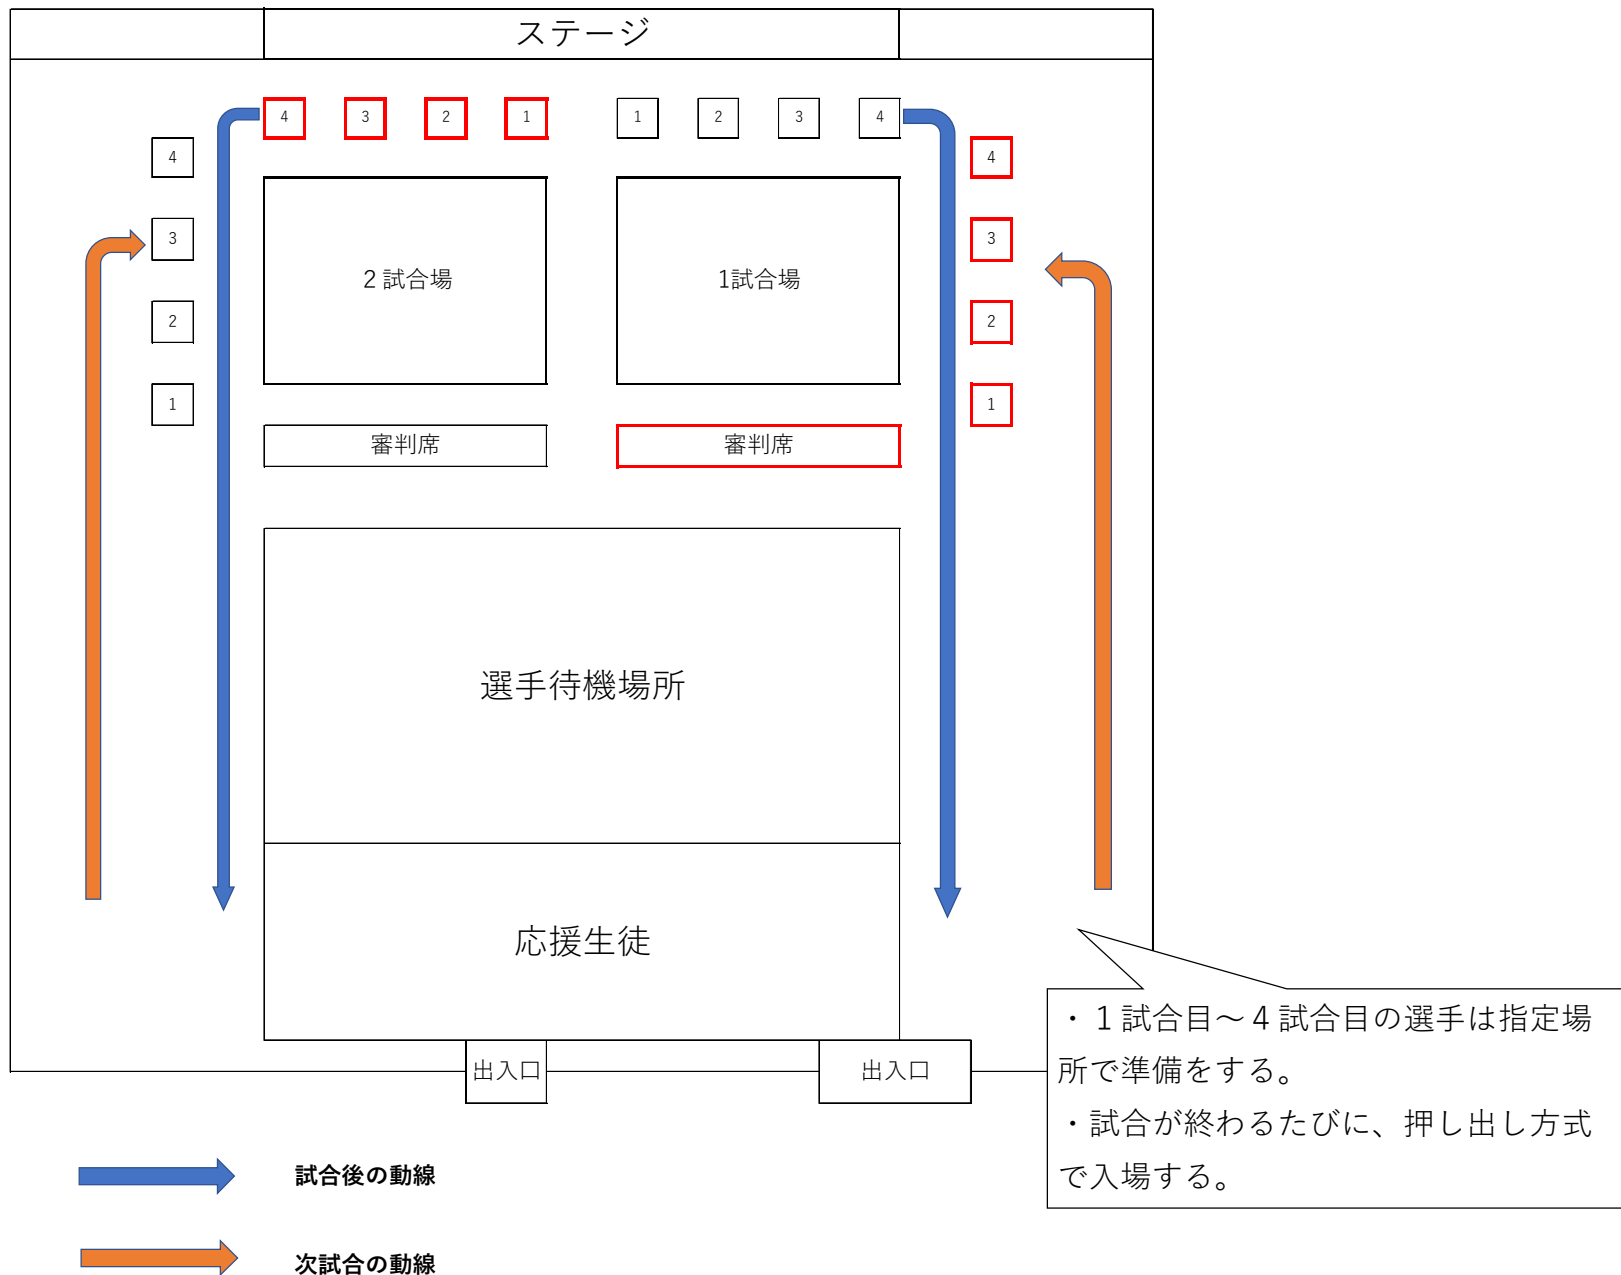 ステージ
4
3
2
1
1
2
3
4
4
4
3
3
2
2
1
1
２試合場
1試合場
審判席
審判席
選手待機場所
応援生徒
出入口
出入口
・１試合目～４試合目の選手は指定場
所で準備をする。
・試合が終わるたびに、押し出し方式
で入場する。
試合後の動線
次試合の動線